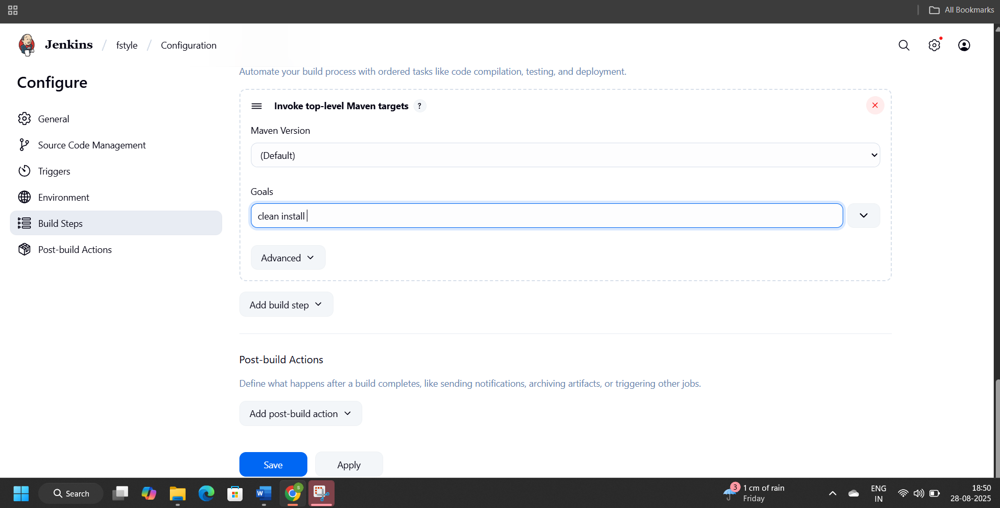 All Bookmarks
Jenkins / fstyle / Configuration
Configure
General
Source Code Management
Triggers
Environment
Build Steps
Post-build Actions
Automate your build process with ordered tasks like code compilation, testing, and deployment.
Invoke top-level Maven targets ?
Maven Version
(Default)
Goals
clean install
Advanced
Add build step
Post-build Actions
Define what happens after a build completes, like sending notifications, archiving artifacts, or triggering other jobs.
Add post-build action
Save
Apply
Search
W
S
3
1 cm of rain
Friday
ENG
IN
18:50
28-08-2025